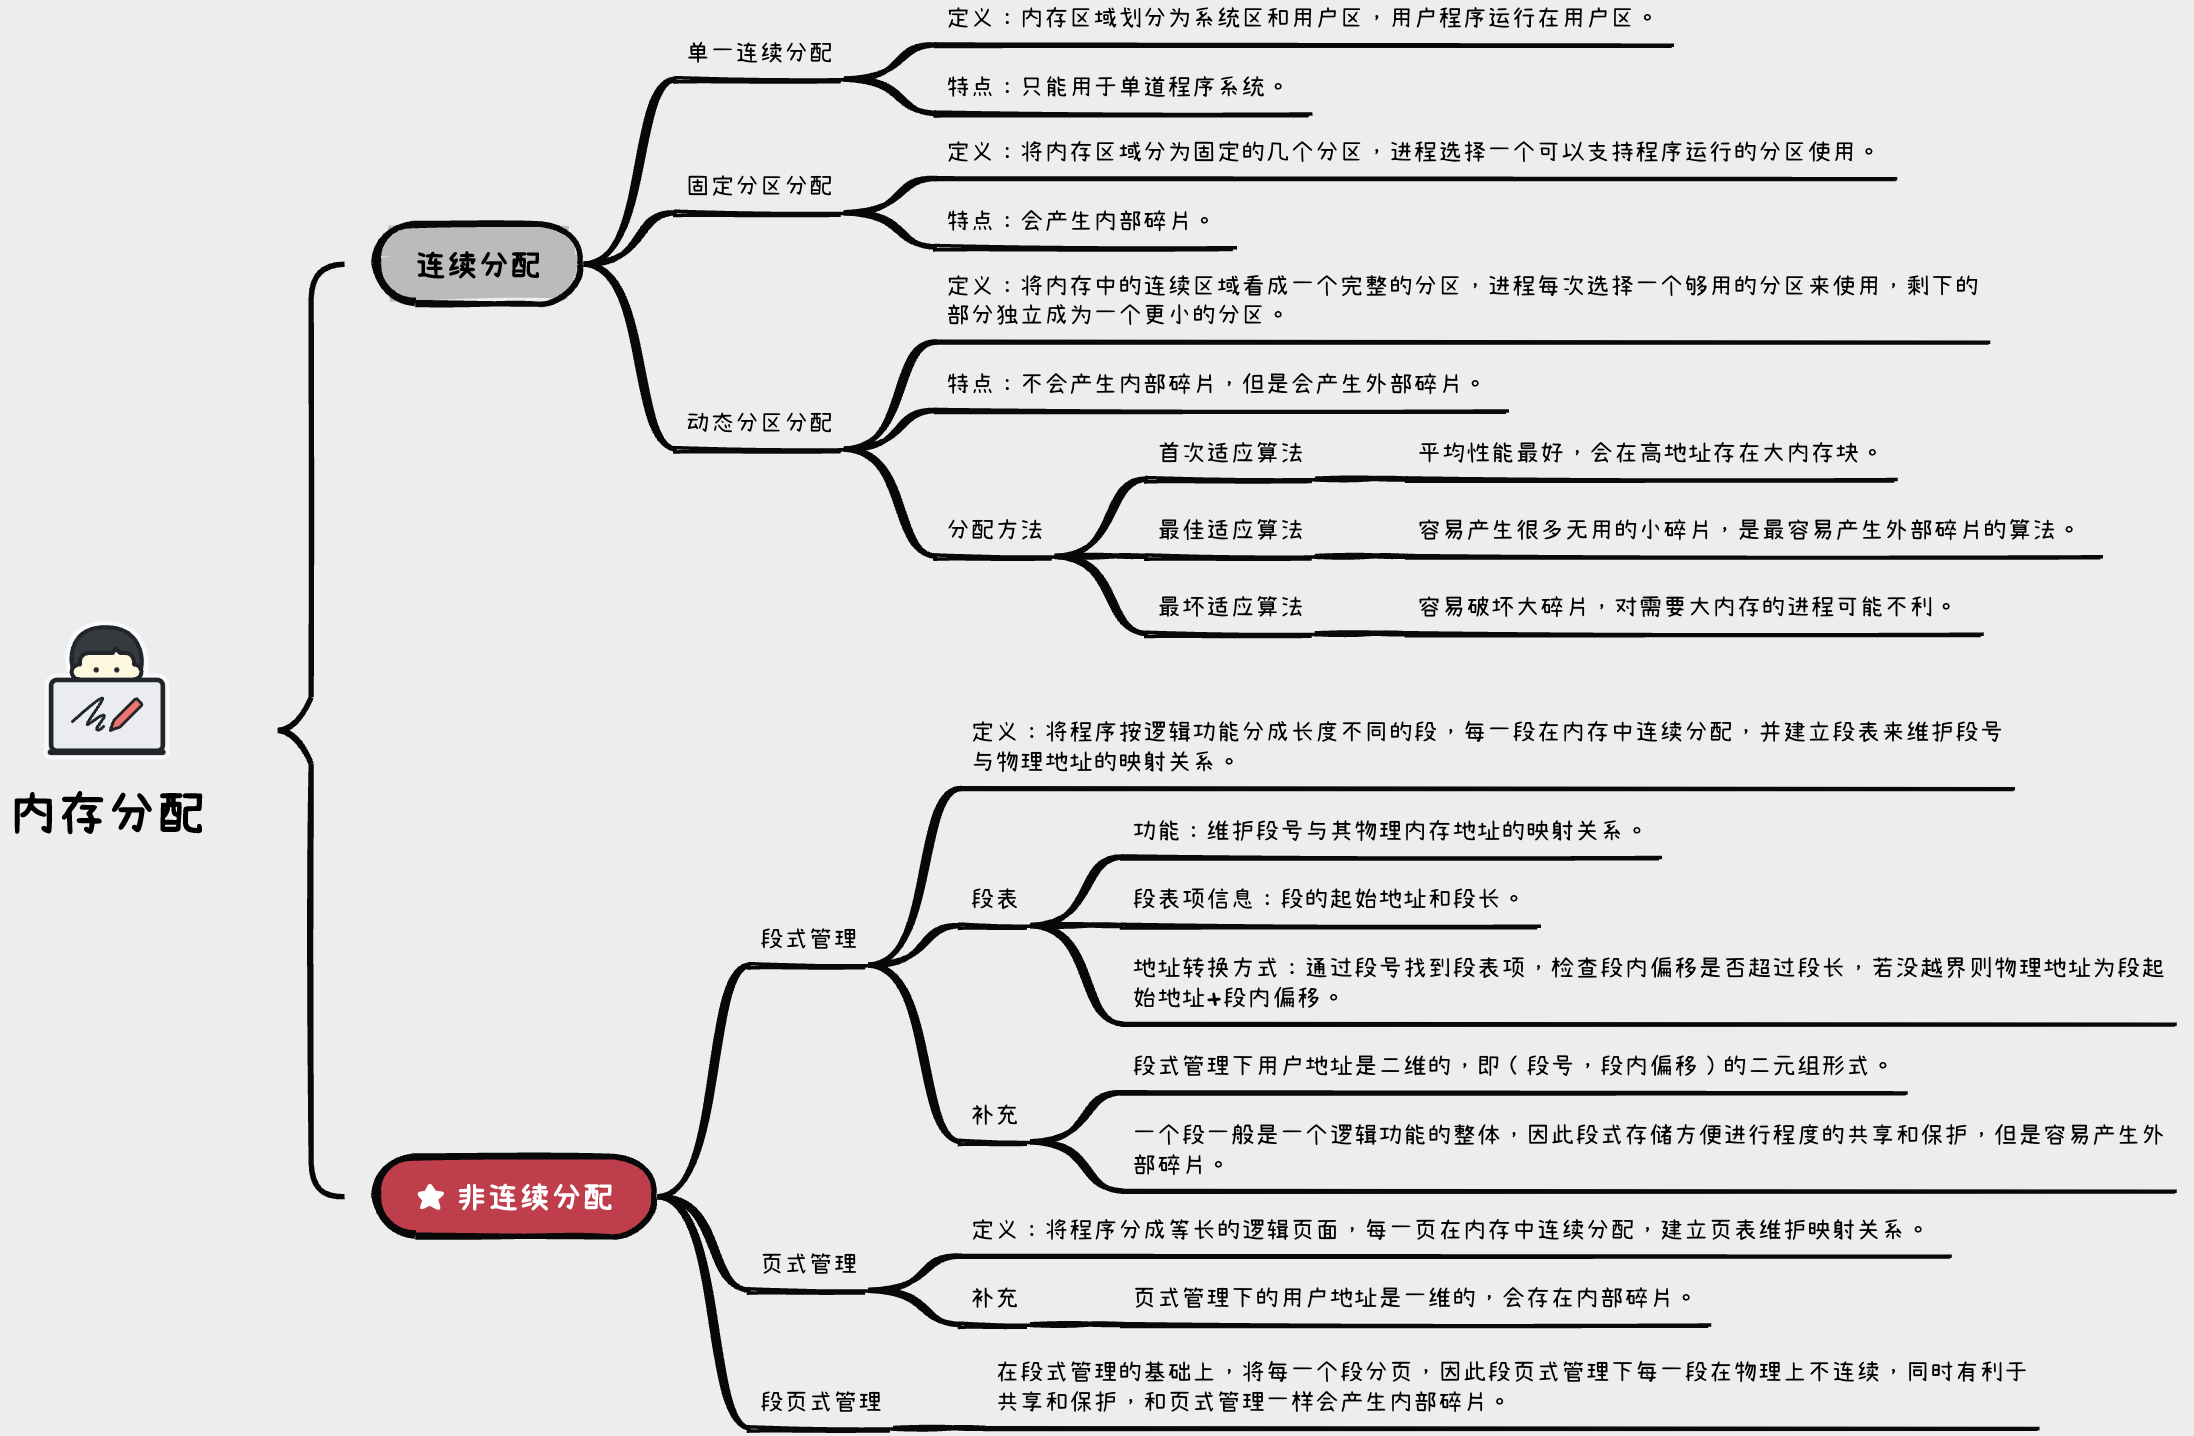 内存分配
连续分配
单一连续分配
定义：内存区域划分为系统区和用户区，用户程序运行在用户区。
特点：只能用于单道程序系统。
固定分区分配
定义：将内存区域分为固定的几个分区，进程选择一个可以支持程序运行的分区使用。
特点：会产生内部碎片。
动态分区分配
定义：将内存中的连续区域看成一个完整的分区，进程每次选择一个够用的分区来使用，剩下的
部分独立成为一个更小的分区。
特点：不会产生内部碎片，但是会产生外部碎片。
分配方法
首次适应算法
平均性能最好，会在高地址存在大内存块。
最佳适应算法
容易产生很多无用的小碎片，是最容易产生外部碎片的算法。
最坏适应算法
容易破坏大碎片，对需要大内存的进程可能不利。
非连续分配
段式管理
定义：将程序按逻辑功能分成长度不同的段，每一段在内存中连续分配，并建立段表来维护段号
与物理地址的映射关系。
段表
功能：维护段号与其物理内存地址的映射关系。
段表项信息：段的起始地址和段长。
地址转换方式：通过段号找到段表项，检查段内偏移是否超过段长，若没越界则物理地址为段起
始地址+段内偏移。
补充
段式管理下用户地址是二维的，即（段号，段内偏移）的二元组形式。
一个段一般是一个逻辑功能的整体，因此段式存储方便进行程度的共享和保护，但是容易产生外
部碎片。
页式管理
定义：将程序分成等长的逻辑页面，每一页在内存中连续分配，建立页表维护映射关系。
补充
页式管理下的用户地址是一维的，会存在内部碎片。
段页式管理
在段式管理的基础上，将每一个段分页，因此段页式管理下每一段在物理上不连续，同时有利于
共享和保护，和页式管理一样会产生内部碎片。